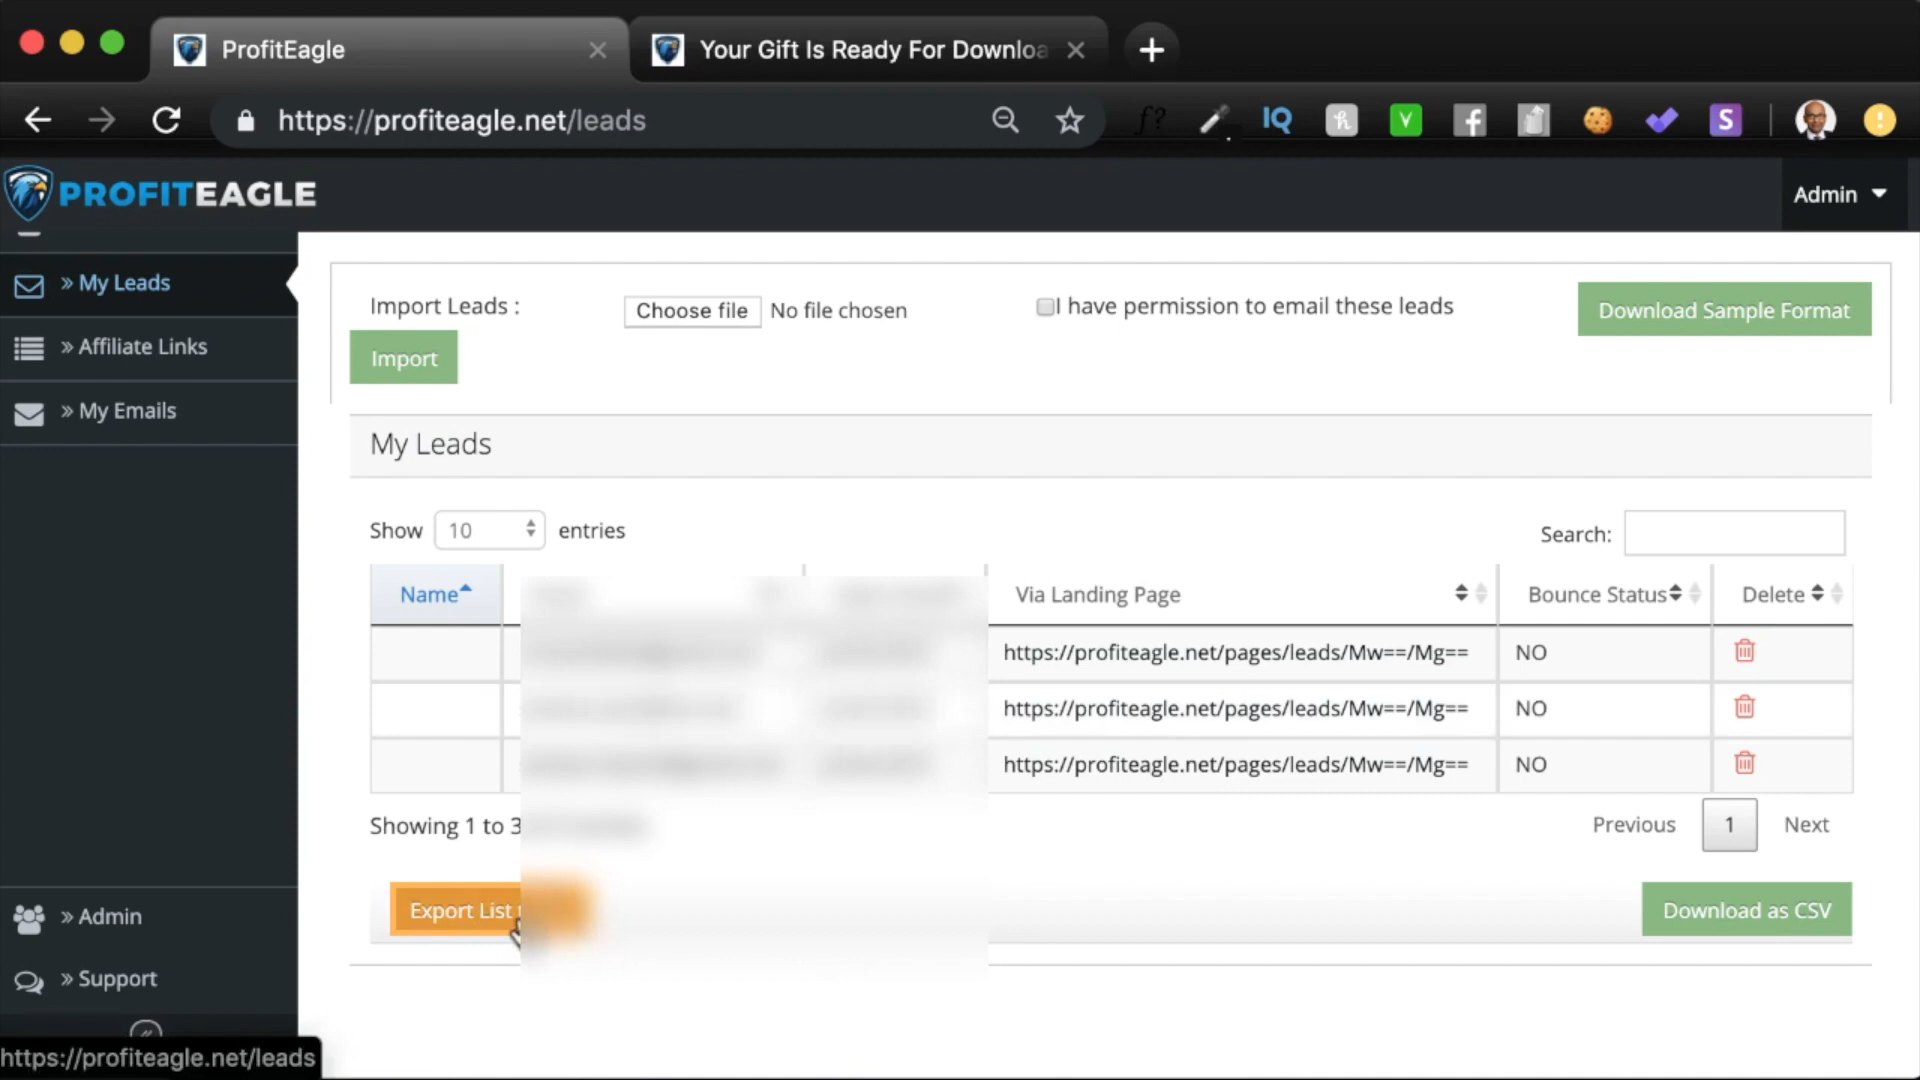 ProfitEagle
Your Gift Is Ready For Downloa
https://profiteagle.net/leads
f?
IQ
h
V
f
S
PROFITEAGLE
Admin
» My Leads
» Affiliate Links
» My Emails
Import Leads :
Choose file No file chosen
I have permission to email these leads
Download Sample Format
Import
My Leads
Show 10 entries
Search:
Name
Via Landing Page
Bounce Status
Delete
https://profiteagle.net/pages/leads/Mw==/Mg== NO
https://profiteagle.net/pages/leads/Mw==/Mg== NO
https://profiteagle.net/pages/leads/Mw==/Mg== NO
Showing 1 to 3
Previous 1 Next
Export List
Download as CSV
» Admin
» Support
https://profiteagle.net/leads